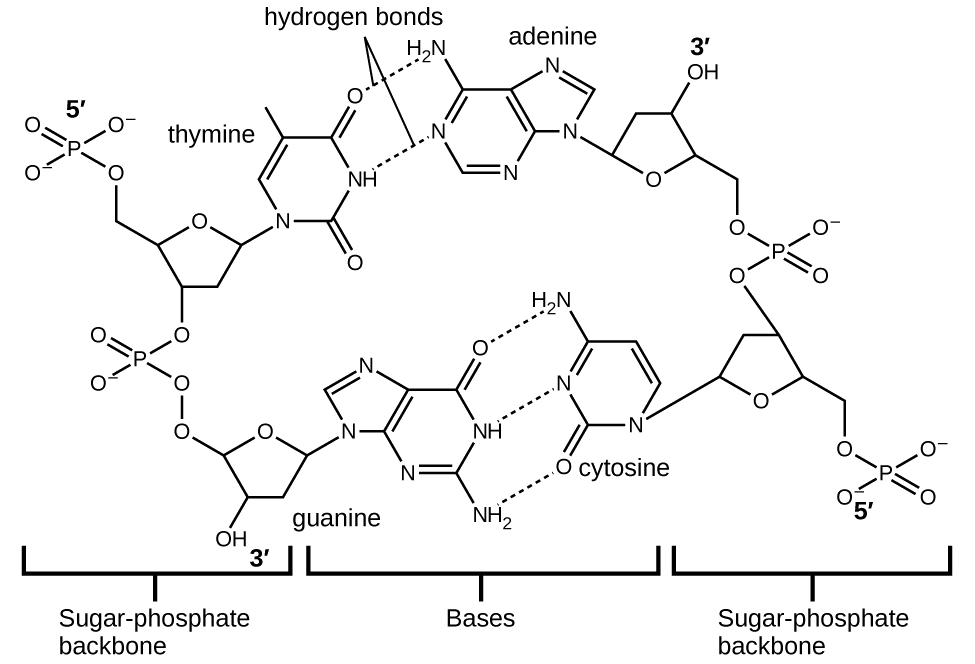 hydrogen bonds
H2N
adenine
3′
OH
N
O
5′
O
O−
P
thymine
O−
O
NH
N
N
N
O
O
N
O
O
P
O−
O
O
H2N
O
O
P
O−
O
O
N
O
N
O
O
N
NH
N
N
O
O
O−
P
O−
O
5′
NH2
O
cytosine
guanine
OH
3′
Sugar-phosphate
backbone
Bases
Sugar-phosphate
backbone